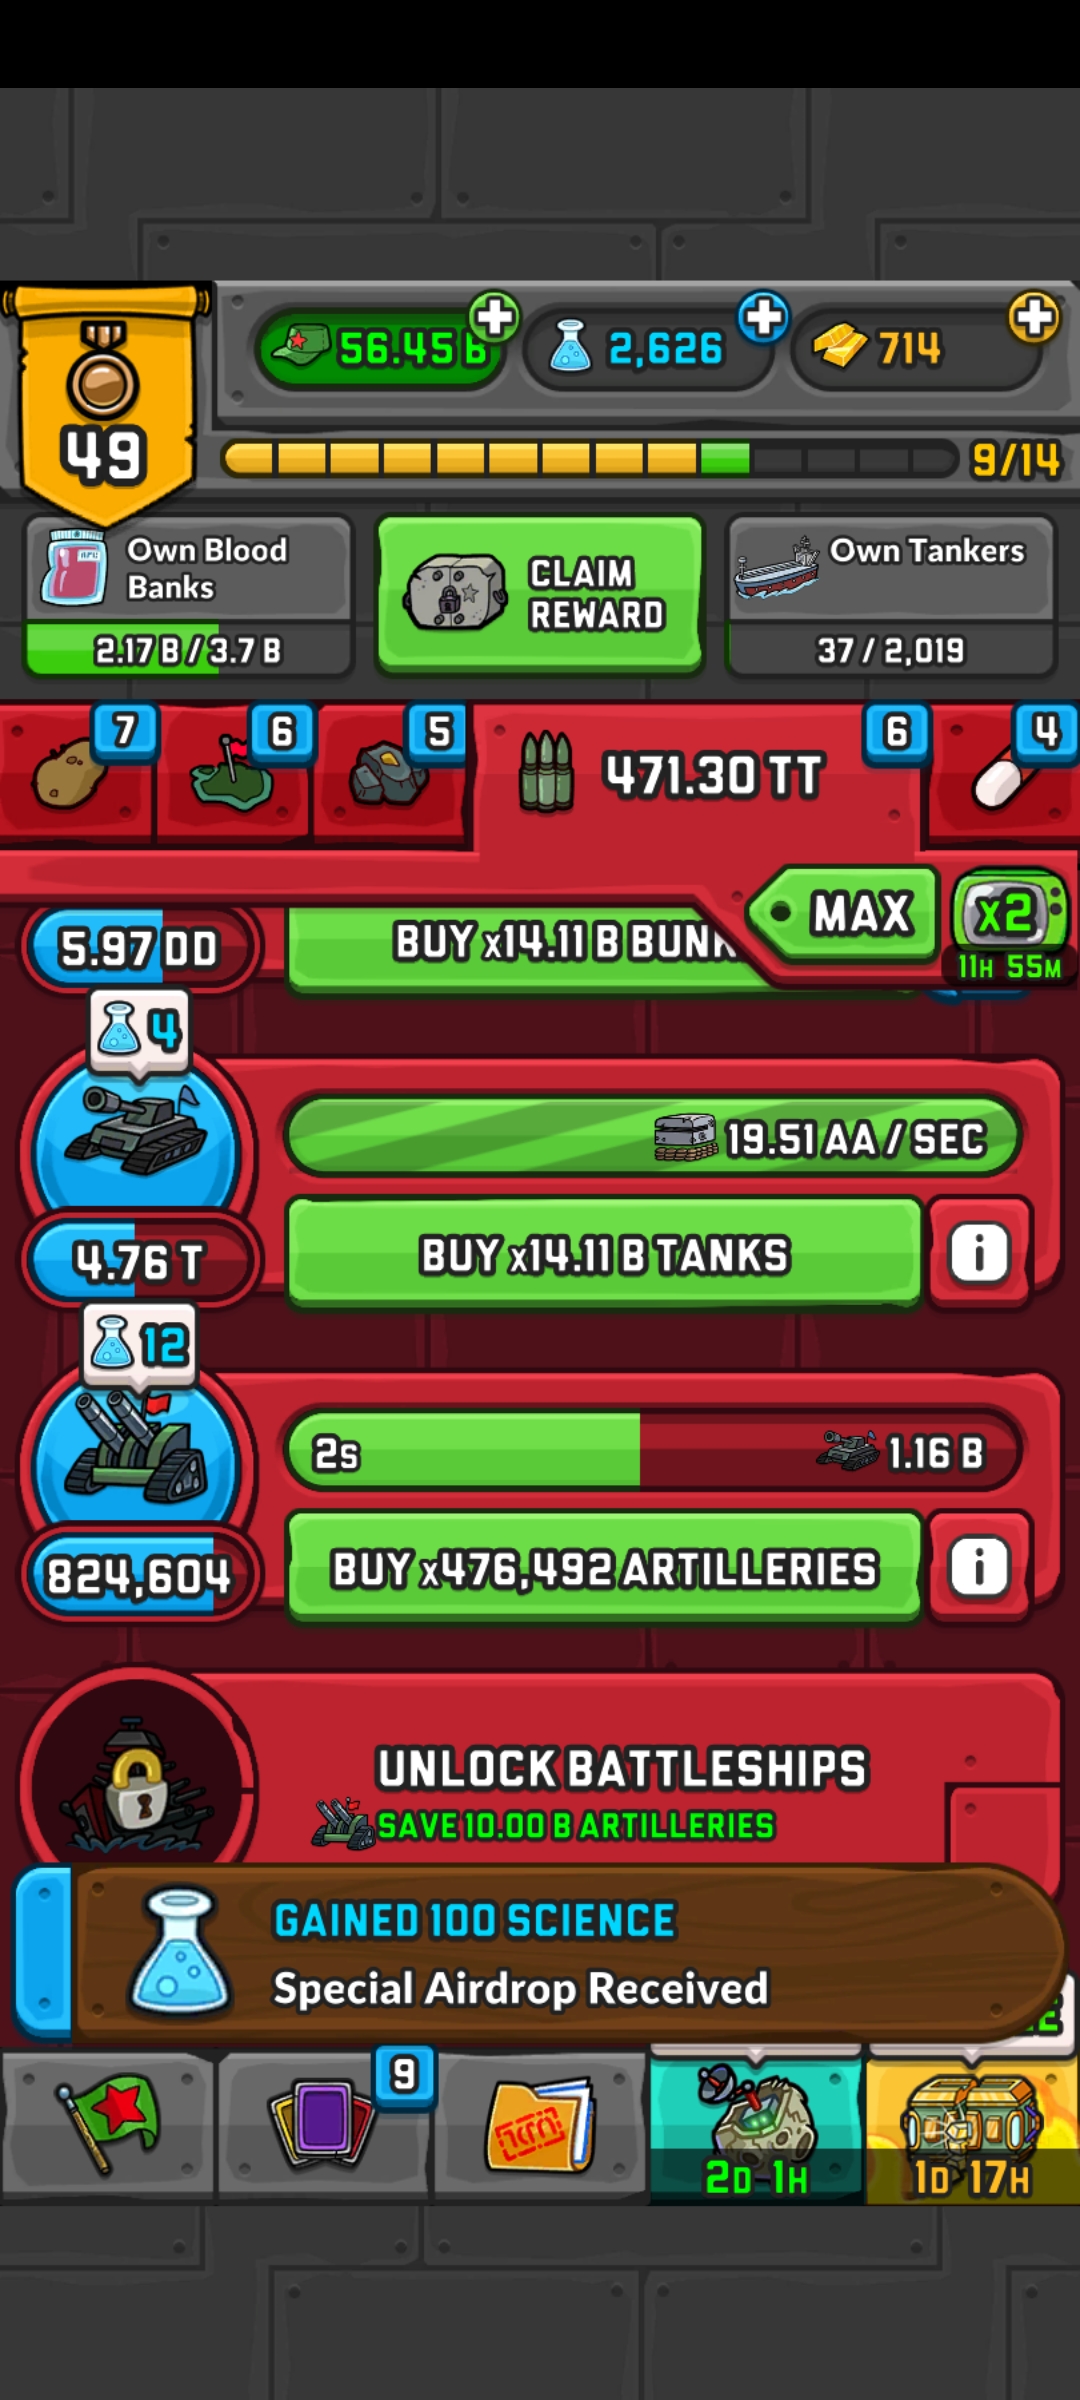 49
56.45 B
2,626
714
9/14
Own Blood Banks
2.17 B / 3.7 B
CLAIM REWARD
Own Tankers
37 / 2,019
7
6
5
471.30 TT
6
4
MAX
x2
11H 55M
5.97 DD
BUY x14.11 B
4
19.51 AA / SEC
4.76 T
BUY x14.11 B TANKS
i
12
2s
1.16 B
824,604
BUY x476,492 ARTILLERIES
i
UNLOCK BATTLESHIPS
SAVE 10.00 B ARTILLERIES
GAINED 100 SCIENCE
Special Airdrop Received
9
2D 1H
1D 17H